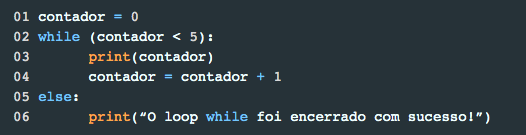 01 contador = 0
02 while (contador < 5):
03 print(contador)
04 contador = contador + 1
05 else:
06 print(“O loop while foi encerrado com sucesso!”)